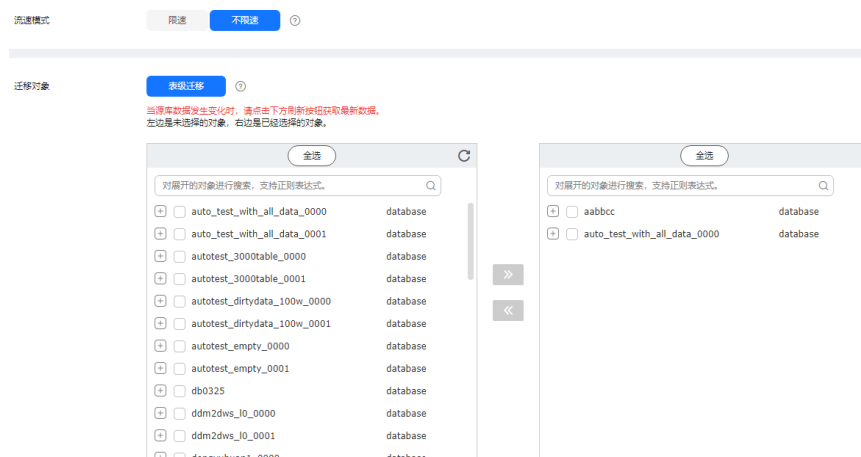 流速模式 限速 不限速
迁移对象 表级迁移
当源库数据发生变化时，请点击下方刷新按钮获取最新数据。
左边是未选择的对象，右边是已经选择的对象。
全选
对展开的对象进行搜索，支持正则表达式。
auto_test_with_all_data_0000 database
auto_test_with_all_data_0001 database
autotest_3000table_0000 database
autotest_3000table_0001 database
autotest_dirtydata_100w_0000 database
autotest_dirtydata_100w_0001 database
autotest_empty_0000 database
autotest_empty_0001 database
db0325 database
ddm2dws_l0_0000 database
ddm2dws_l0_0001 database
全选
对展开的对象进行搜索，支持正则表达式。
aabbcc database
auto_test_with_all_data_0000 database